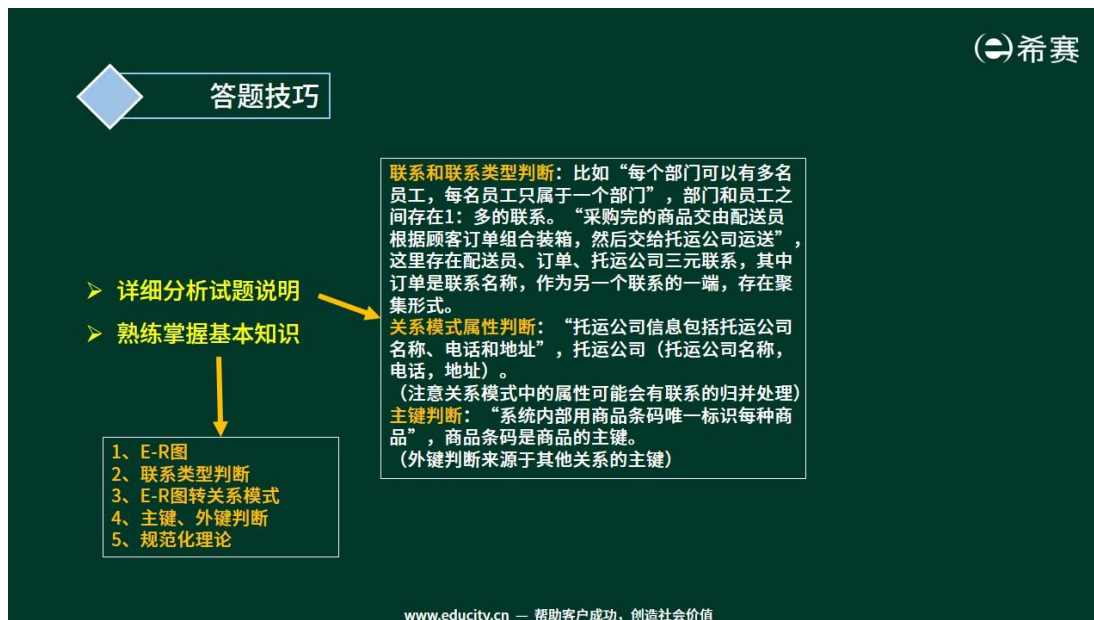 希赛
答题技巧
联系和联系类型判断：比如“每个部门可以有多名
员工，每名员工只属于一个部门”，部门和员工之
间存在1：多的联系。“采购完的商品交由配送员
根据顾客订单组合装箱，然后交给托运公司运送”，
这里存在配送员、订单、托运公司三元联系，其中
订单是联系名称，作为另一个联系的一端，存在聚
集形式。
关系模式属性判断：“托运公司信息包括托运公司
名称、电话和地址”，托运公司（托运公司名称，
电话，地址）。
（注意关系模式中的属性可能会有联系的归并处理）
主键判断：“系统内部用商品条码唯一标识每种商
品”，商品条码是商品的主键。
（外键判断来源于其他关系的主键）
➢ 详细分析试题说明
➢ 熟练掌握基本知识
1、E-R图
2、联系类型判断
3、E-R图转关系模式
4、主键、外键判断
5、规范化理论
www.educity.cn — 帮助客户成功，创造社会价值